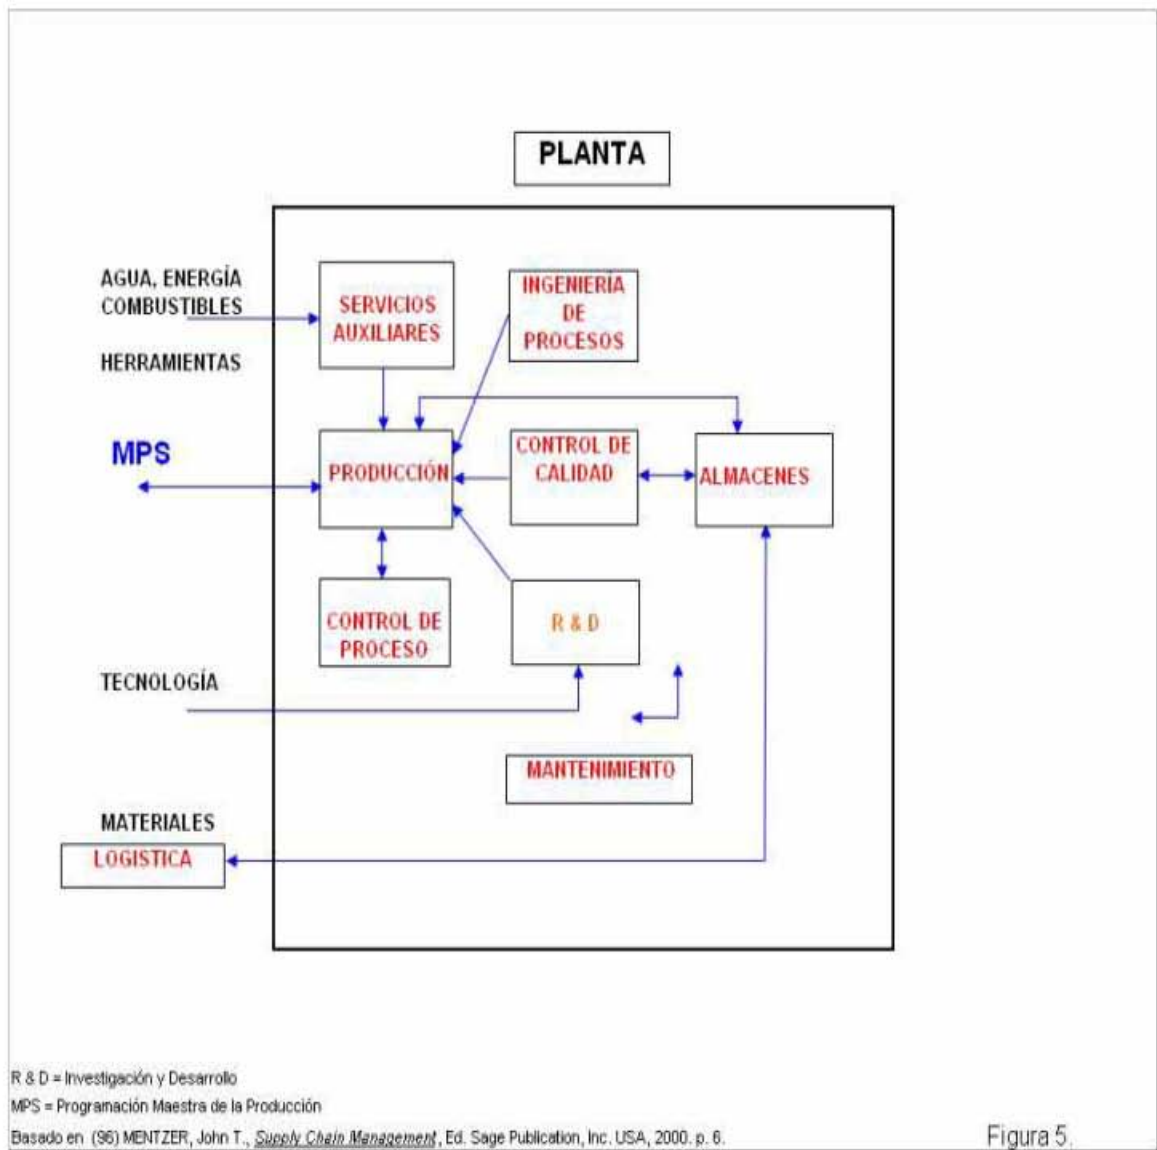 PLANTA
AGUA, ENERGÍA
COMBUSTIBLES
HERRAMIENTAS
SERVICIOS
AUXILIARES
INGENIERÍA
DE
PROCESOS
MPS
PRODUCCIÓN
CONTROL DE
CALIDAD
ALMACENES
CONTROL DE
PROCESO
R & D
TECNOLOGÍA
MANTENIMIENTO
MATERIALES
LOGISTICA
R & D = Investigación y Desarrollo
MPS = Programación Maestra de la Producción
Basado en (96) MENTZER, John T., Supply Chain Management, Ed. Sage Publication, Inc. USA, 2000. p. 6.
Figura 5.